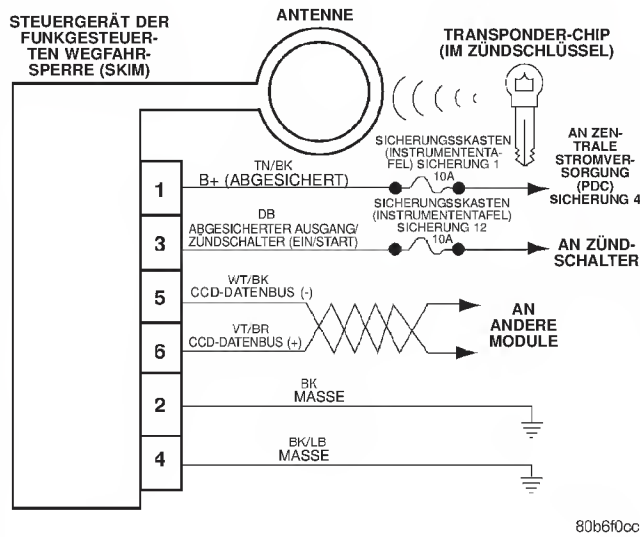 STEUERGERÄT DER
FUNKGESTEUER-
TEN WEGFAHR-
SPERRE (SKIM)
ANTENNE
TRANSPONDER-CHIP
(IM ZÜNDSCHLÜSSEL)
1
TN/BK
B+ (ABGESICHERT)
SICHERUNGSSKASTEN
(INSTRUMENTENTA-
FEL) SICHERUNG 1
10A
AN ZEN-
TRALE
STROMVER-
SORGUNG
(PDC)
SICHERUNG 4
3
DB
ABGESICHERTER AUSGANG/
ZÜNDSCHALTER (EIN/START)
SICHERUNGSSKASTEN
(INSTRUMENTENTAFEL)
SICHERUNG 12
10A
AN ZÜND-
SCHALTER
5
WT/BK
CCD-DATENBUS (-)
6
VT/BR
CCD-DATENBUS (+)
AN
ANDERE
MODULE
2
BK
MASSE
4
BK/LB
MASSE
80b6f0cc